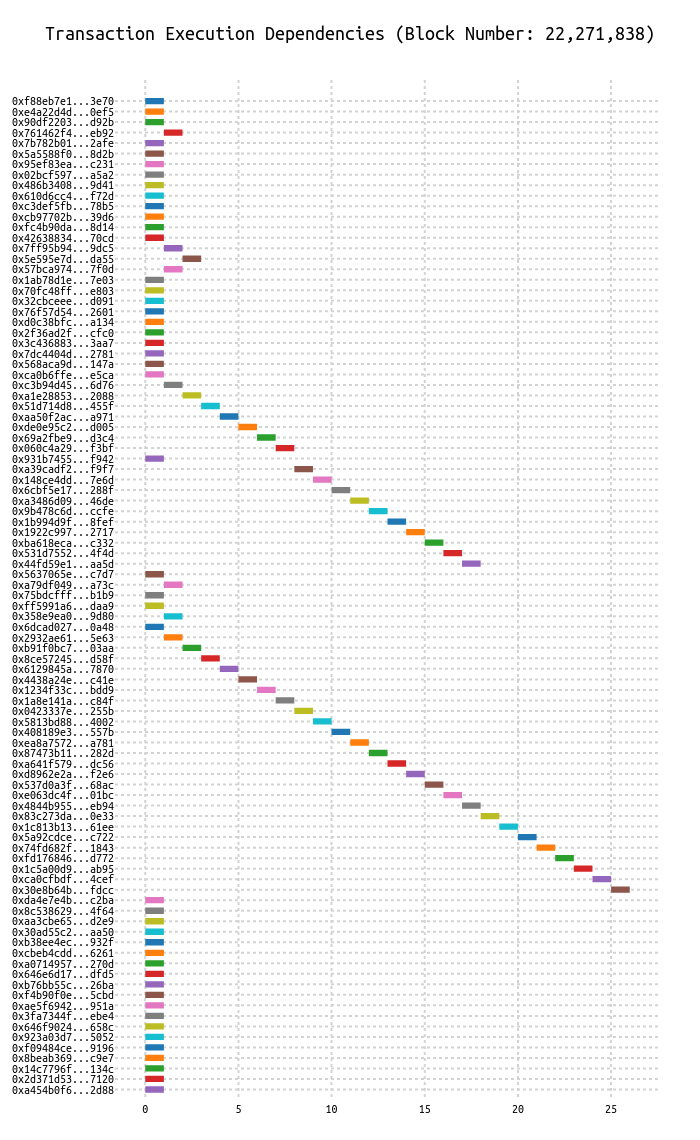 Transaction Execution Dependencies (Block Number: 22,271,838)
0xf88eb7e1...3e70
0xe4a22d4d...0ef5
0x90df2203...d92b
0x761462f4...eb92
0x7b782b01...2afe
0x5a5588f0...8d2b
0x95ef83ea...c231
0x02bcf597...a5a2
0x486b3408...9d41
0x610d6cc4...f72d
0xc3def5fb...78b5
0xcb97702b...39d6
0xfc4b90da...8d14
0x42638834...70cd
0x7ff95b94...9dc5
0x5e595e7d...da55
0x57bca974...7f0d
0x1ab78d1e...7e03
0x70fc48ff...e803
0x32cbceee...d091
0x76f57d54...2601
0xd0c38bfc...a134
0x2f36ad2f...cfc0
0x3c436883...3aa7
0x7dc4404d...2781
0x568aca9d...147a
0xca0b6ffe...e5ca
0xc3b94d45...6d76
0xa1e28853...2088
0x51d714d8...455f
0xaa50f2ac...a971
0xde0e95c2...d005
0x69a2fbe9...d3c4
0x060c4a29...f3bf
0x931b7455...f942
0xa39cadf2...f9f7
0x148ce4dd...7e6d
0x6cbf5e17...288f
0xa3486d09...46de
0x9b478c6d...ccfe
0x1b994d9f...8fef
0x1922c997...2717
0xba618eca...c332
0x531d7552...4f4d
0x44fd59e1...aa5d
0x5637065e...c7d7
0xa79df049...a73c
0x75bdcfff...b1b9
0xff5991a6...daa9
0x358e9ea0...9d80
0x6dcad027...0a48
0x2932ae61...5e63
0xb91f0bc7...03aa
0x8ce57245...d58f
0x6129845a...7870
0x4438a24e...c41e
0x1234f33c...bdd9
0x1a8e141a...c84f
0x0423337e...255b
0x5813bd88...4002
0x408189e3...557b
0xea8a7572...a781
0x87473b11...282d
0xa641f579...dc56
0xd8962e2a...f2e6
0x537d0a3f...68ac
0xe063dc4f...01bc
0x4844b955...eb94
0x83c273da...0e33
0x1c813b13...61ee
0x5a92cdce...c722
0x74fd682f...1843
0xfd176846...d772
0x1c5a00d9...ab95
0xca0cfbdf...4cef
0x30e8b64b...fdcc
0xda4e7e4b...c2ba
0x8c538629...4f64
0xaa3cbe65...d2e9
0x30ad55c2...aa50
0xb38ee4ec...932f
0xcbeb4cdd...6261
0xa0714957...270d
0x646e6d17...dfd5
0xb76bb55c...26ba
0xf4b90f0e...5cbd
0xae5f6942...951a
0x3fa7344f...ebe4
0x646f9024...658c
0x923a03d7...5052
0xf09484ce...9196
0x8beab369...c9e7
0x14c7796f...134c
0x2d371d53...7120
0xa454b0f6...2d88
0 5 10 15 20 25